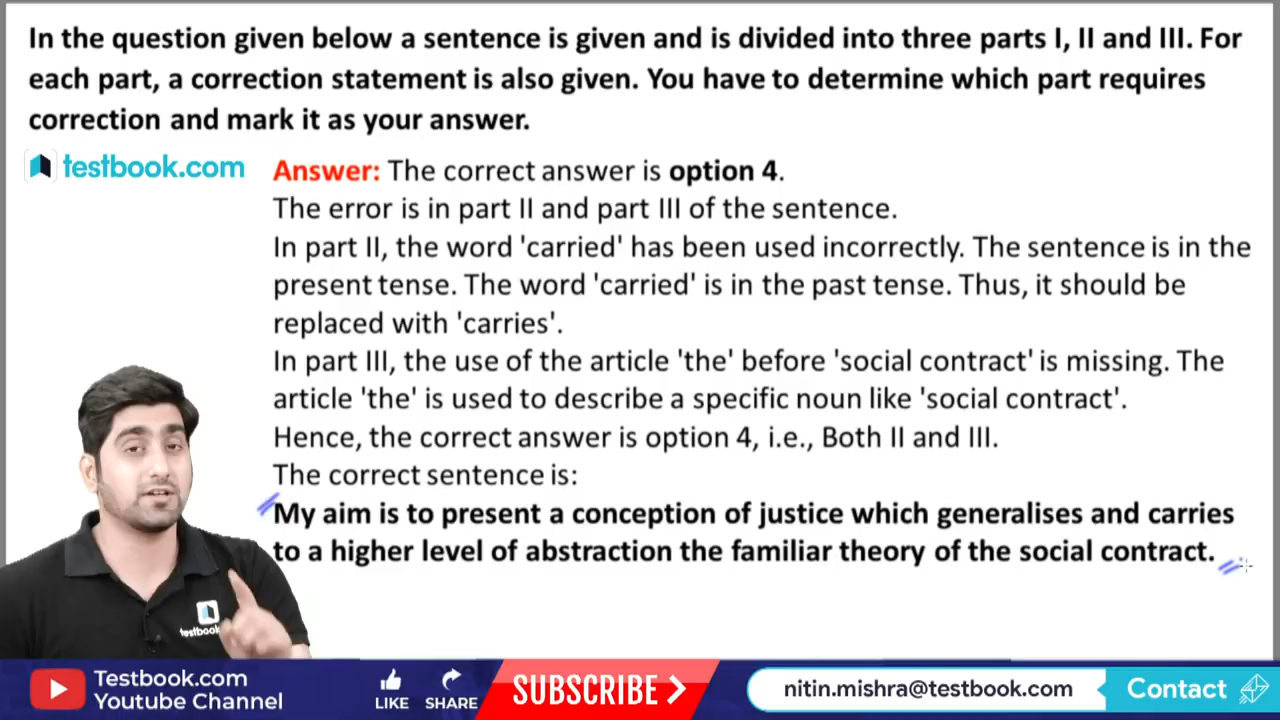 In the question given below a sentence is given and is divided into three parts I, II and III. For
each part, a correction statement is also given. You have to determine which part requires
correction and mark it as your answer.
testbook.com
Answer: The correct answer is option 4.
The error is in part II and part III of the sentence.
In part II, the word 'carried' has been used incorrectly. The sentence is in the
present tense. The word 'carried' is in the past tense. Thus, it should be
replaced with 'carries'.
In part III, the use of the article 'the' before 'social contract' is missing. The
article 'the' is used to describe a specific noun like 'social contract'.
Hence, the correct answer is option 4, i.e., Both II and III.
The correct sentence is:
My aim is to present a conception of justice which generalises and carries
to a higher level of abstraction the familiar theory of the social contract.
testbook
Testbook.com
Youtube Channel
LIKE
SHARE
SUBSCRIBE
nitin.mishra@testbook.com
Contact